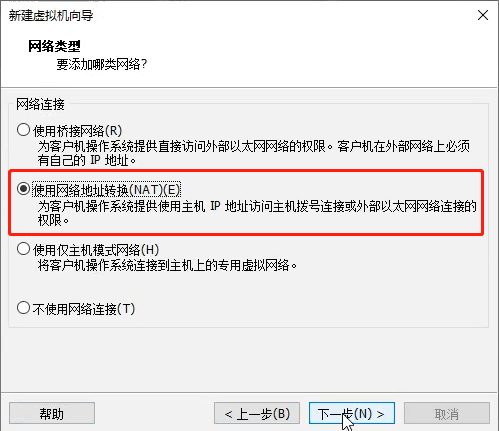 新建虚拟机向导
网络类型
要添加哪类网络?
网络连接
使用桥接网络(R)
为客户机操作系统提供直接访问外部以太网网络的权限。客户机在外部网络上必须
有自己的 IP 地址。
使用网络地址转换(NAT)(E)
为客户机操作系统提供使用主机 IP 地址访问主机拨号连接或外部以太网网络连接的
权限。
使用仅主机模式网络(H)
将客户机操作系统连接到主机上的专用虚拟网络。
不使用网络连接(T)
帮助
< 上一步(B)
下一步(N) >
取消